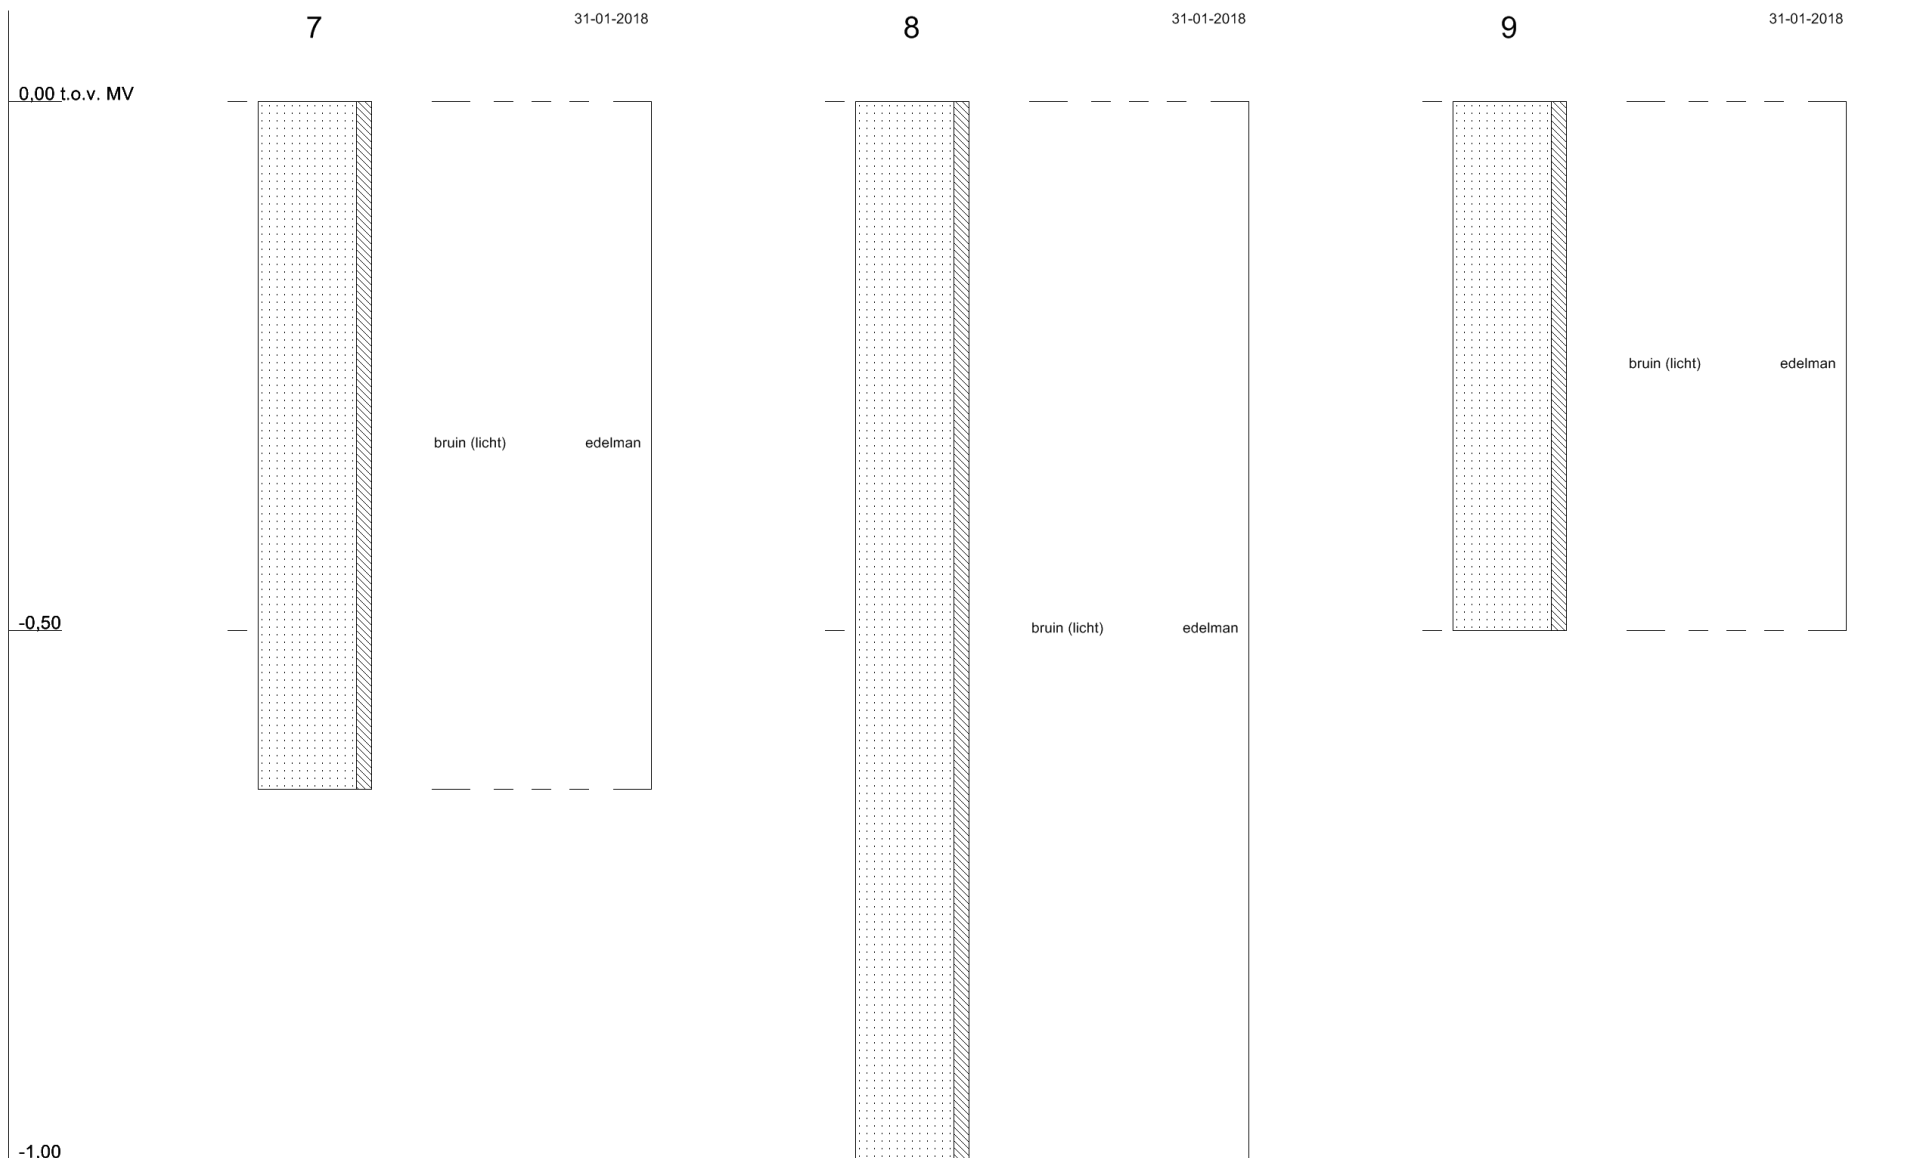 7 31-01-2018 8 31-01-2018 9 31-01-2018
0,00 t.o.v. MV
bruin (licht) edelman
bruin (licht) edelman
-0,50
bruin (licht) edelman
-1,00